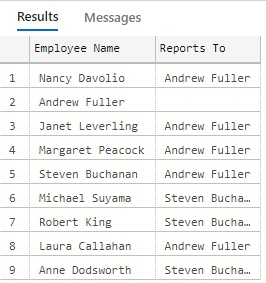 Results Messages
Employee Name Reports To
1 Nancy Davolio Andrew Fuller
2 Andrew Fuller
3 Janet Leverling Andrew Fuller
4 Margaret Peacock Andrew Fuller
5 Steven Buchanan Andrew Fuller
6 Michael Suyama Steven Bucha…
7 Robert King Steven Bucha…
8 Laura Callahan Andrew Fuller
9 Anne Dodsworth Steven Bucha…